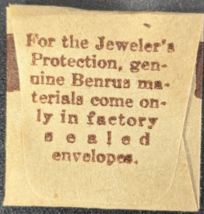 For the Jeweler's
Protection, gen-
uine Benrus ma-
terials come on-
ly in factory
sealed
envelopes.